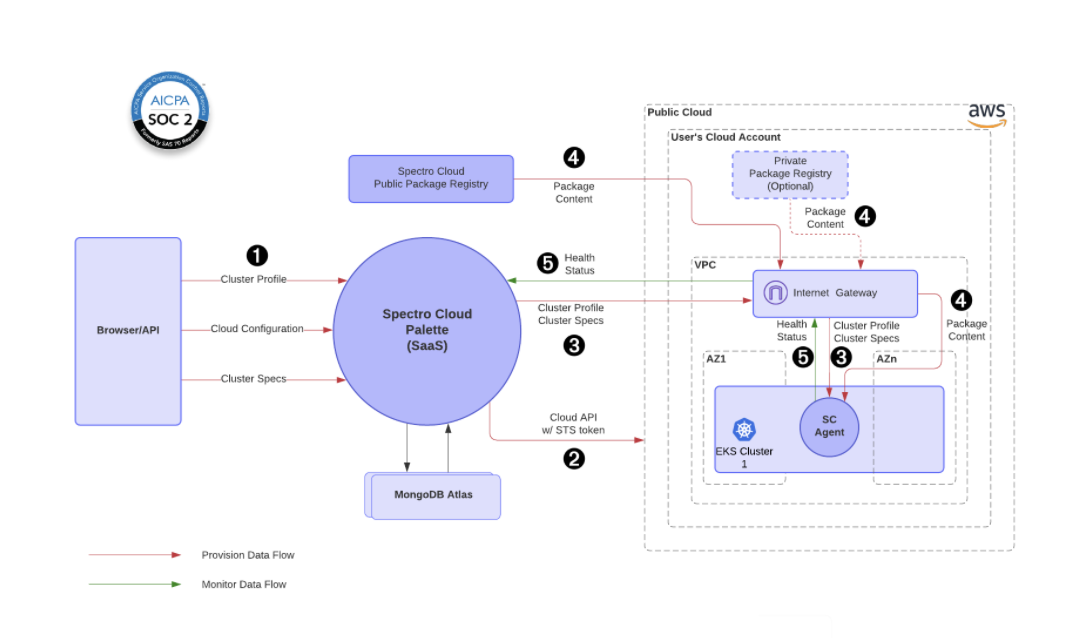 AICPA Service Organization Control Reports
AICPA
SOC 2
Formerly SAS 70 Reports
Public Cloud
aws
User's Cloud Account
Spectro Cloud
Public Package Registry
4
Package
Content
Private
Package Registry
(Optional)
Package
Content
4
Browser/API
1
Cluster Profile
Cloud Configuration
Cluster Specs
Spectro Cloud
Palette
(SaaS)
5
Health
Status
Cluster Profile
Cluster Specs
3
VPC
Internet Gateway
4
Package
Content
Health
Status
5
Cluster Profile
Cluster Specs
3
AZ1
AZn
SC
Agent
EKS Cluster
1
Cloud API
w/ STS token
2
MongoDB Atlas
Provision Data Flow
Monitor Data Flow